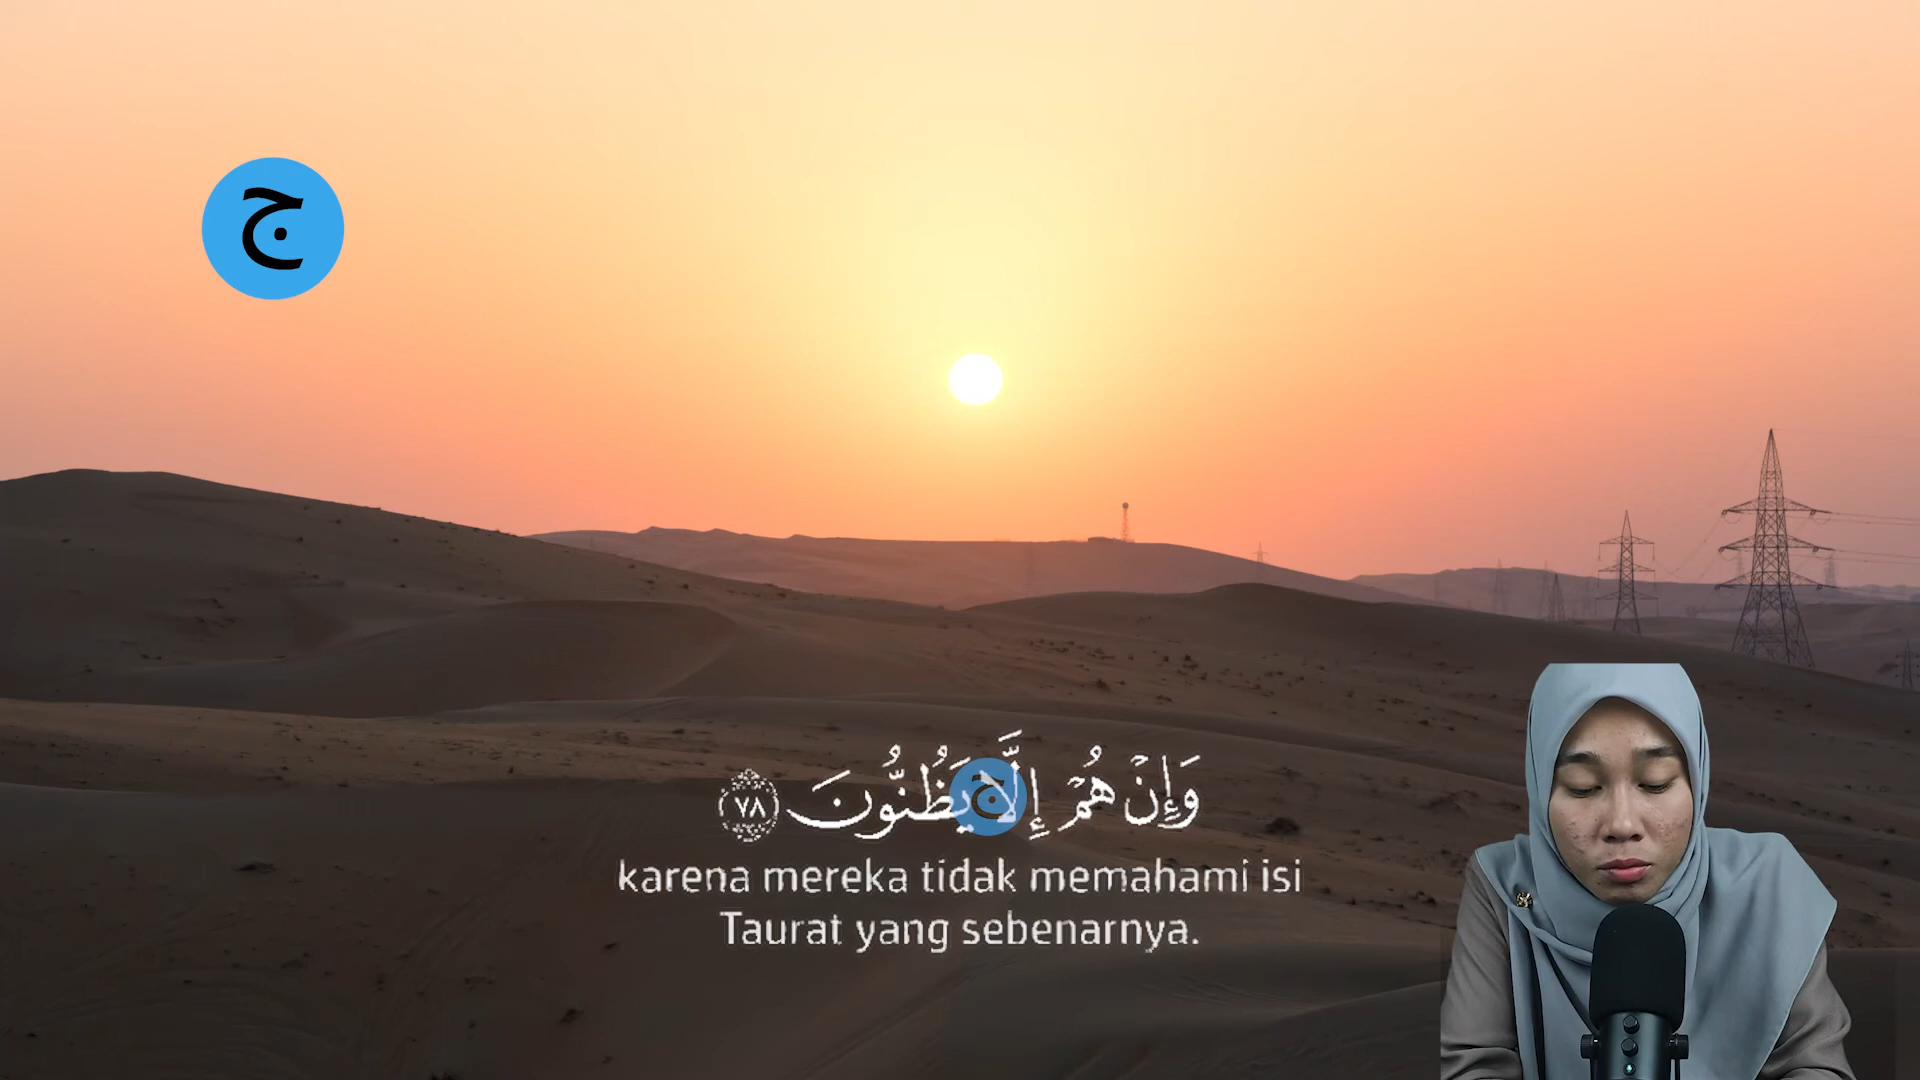 ج
وَإِنْ هُمْ إِلَّا يَظُنُّونَ ٧٨
ج
karena mereka tidak memahami isi
Taurat yang sebenarnya.